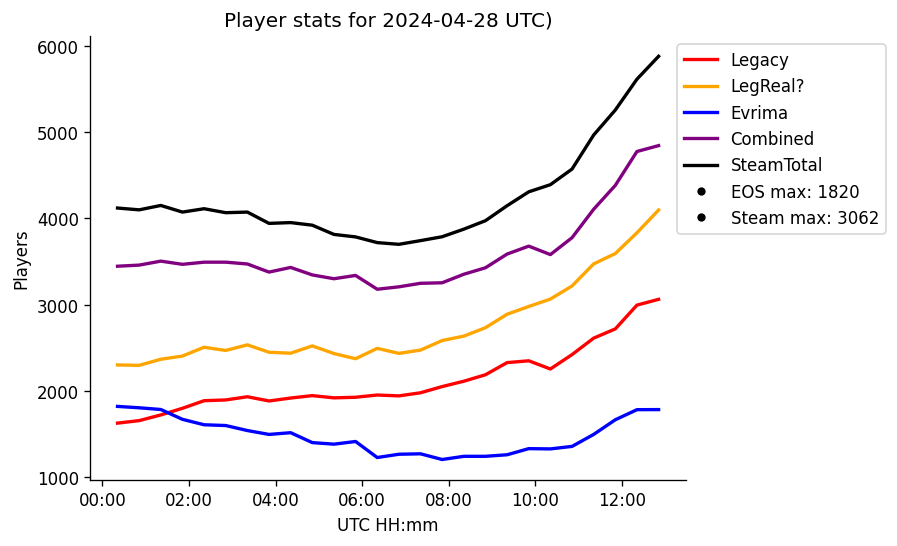 Player stats for 2024-04-28 UTC)
6000
5000
4000
3000
2000
1000
Players
00:00
02:00
04:00
06:00
08:00
10:00
12:00
UTC HH:mm
Legacy
LegReal?
Evrima
Combined
SteamTotal
EOS max: 1820
Steam max: 3062